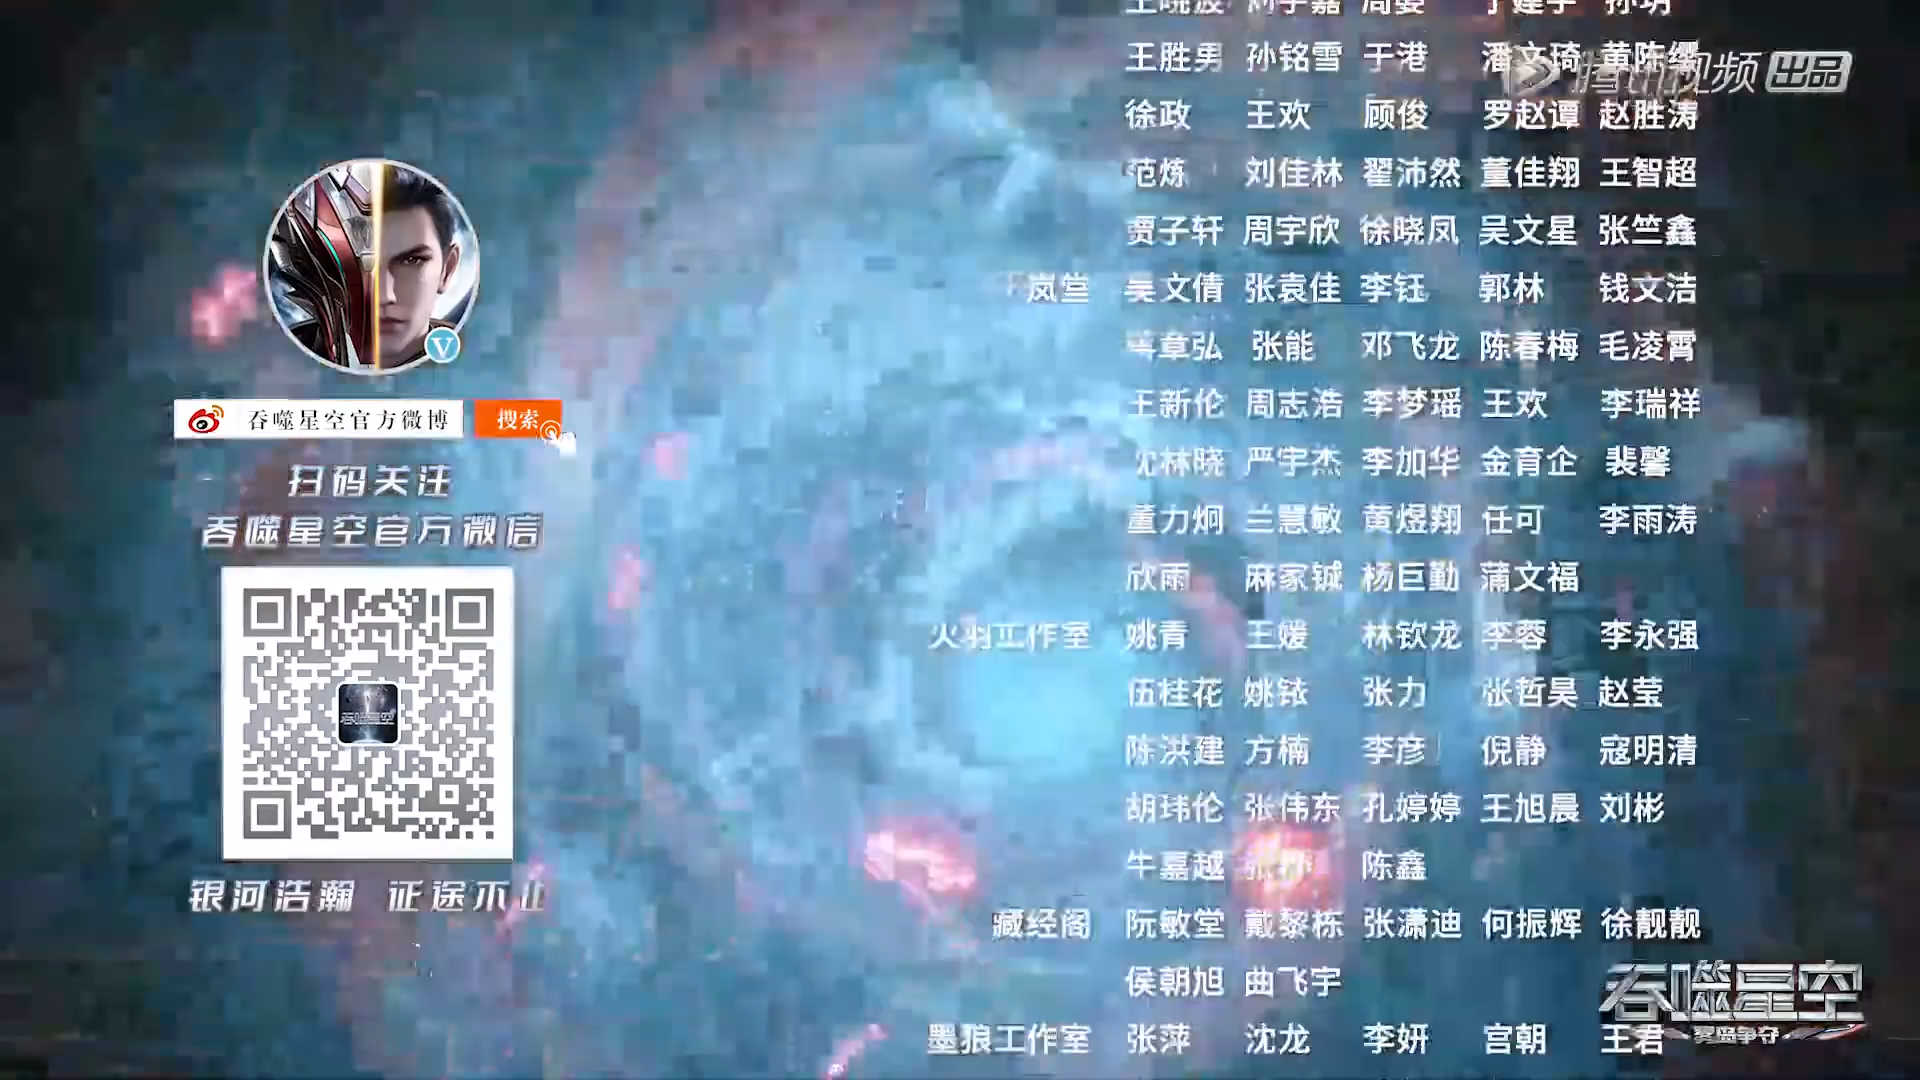 王胜男 孙铭雪 于港 潘文琦 黄陈缨
腾讯视频 出品
徐政 王欢 顾俊 罗赵谭 赵胜涛
范炼 刘佳林 翟沛然 董佳翔 王智超
贾子轩 周宇欣 徐晓凤 吴文星 张竺鑫
岚堂 吴文倩 张袁佳 李钰 郭林 钱文洁
章弘 张能 邓飞龙 陈春梅 毛凌霄
王新伦 周志浩 李梦瑶 王欢 李瑞祥
沈林晓 严宇杰 李加华 金育企 裴馨
董力炯 兰慧敏 黄煜翔 任可 李雨涛
欣雨 麻家铖 杨巨勤 蒲文福
火羽工作室 姚青 王媛 林钦龙 李蓉 李永强
伍桂花 姚铱 张力 张哲昊 赵莹
陈洪建 方楠 李彦 倪静 寇明清
胡玮伦 张伟东 孔婷婷 王旭晨 刘彬
牛嘉越 陈鑫
藏经阁 阮敏堂 戴黎栋 张潇迪 何振辉 徐靓靓
侯朝旭 曲飞宇
墨狼工作室 张萍 沈龙 李妍 宫朝 王君
V
吞噬星空官方微博 搜索
扫码关注
吞噬星空官方微信
吞噬星空
银河浩瀚 征途不止
吞噬星空